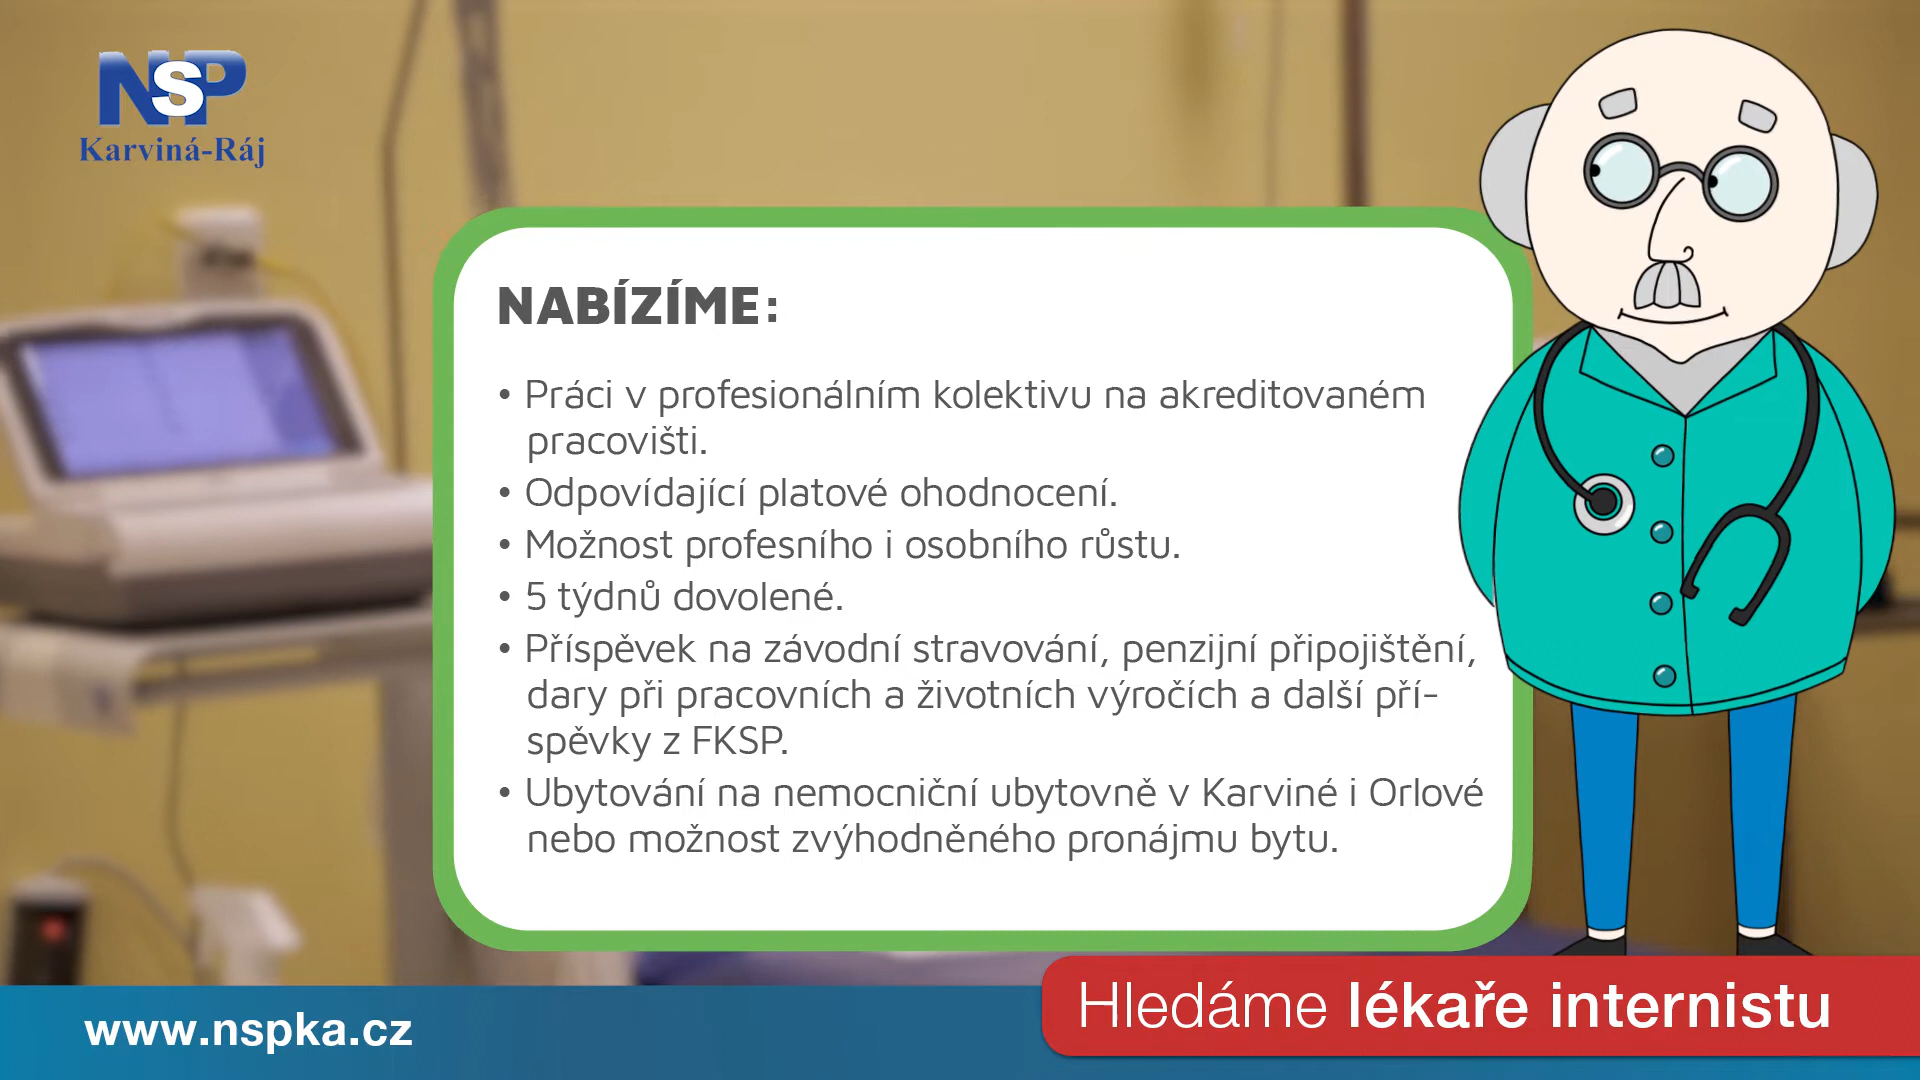 NSP
Karviná-Ráj
NABÍZÍME:
• Práci v profesionálním kolektivu na akreditovaném
pracovišti.
• Odpovídající platové ohodnocení.
• Možnost profesního i osobního růstu.
• 5 týdnů dovolené.
• Příspěvek na závodní stravování, penzijní připojištění,
dary při pracovních a životních výročích a další pří-
spěvky z FKSP.
• Ubytování na nemocniční ubytovně v Karviné i Orlové
nebo možnost zvýhodněného pronájmu bytu.
Hledáme lékaře internistu
www.nspka.cz